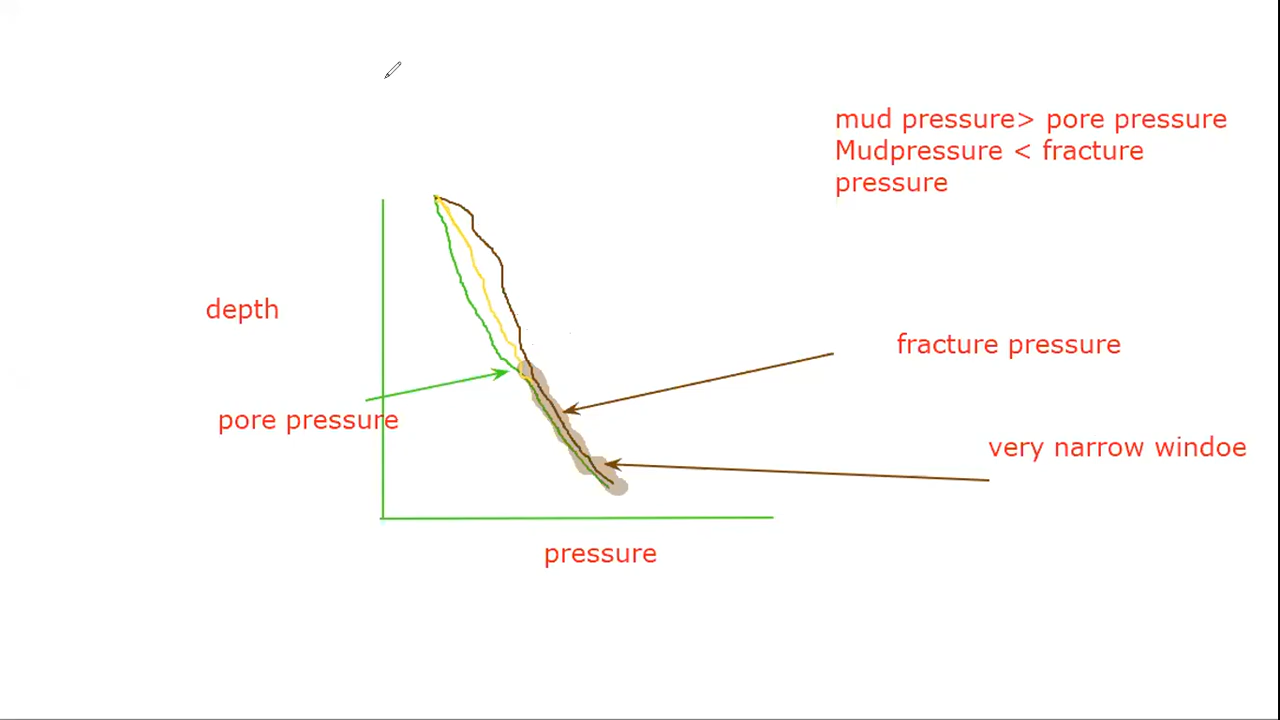 mud pressure> pore pressure
Mudpressure < fracture
pressure
depth
fracture pressure
pore pressure
very narrow windoe
pressure